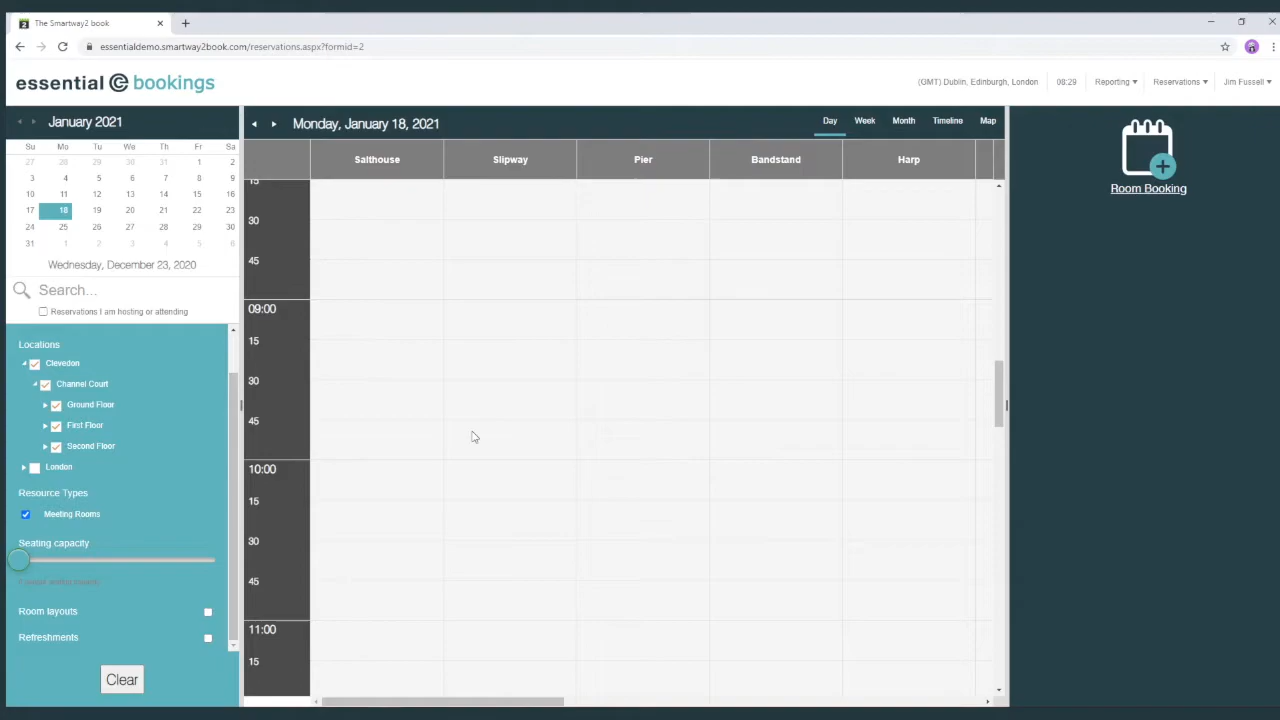 The Smartway2 book
essentialdemo.smartway2book.com/reservations.aspx?formid=2
essential bookings
(GMT) Dublin, Edinburgh, London
08:29
Reporting
Reservations
Jim Fussell
January 2021
Su Mo Tu We Th Fr Sa
27 28 29 30 31 1 2
3 4 5 6 7 8 9
10 11 12 13 14 15 16
17 18 19 20 21 22 23
24 25 26 27 28 29 30
31 1 2 3 4 5 6
Wednesday, December 23, 2020
Search...
Reservations I am hosting or attending
Locations
Clevedon
Channel Court
Ground Floor
First Floor
Second Floor
London
Resource Types
Meeting Rooms
Seating capacity
Room layouts
Refreshments
Clear
Monday, January 18, 2021
Day Week Month Timeline Map
Salthouse Slipway Pier Bandstand Harp
15
30
45
09:00
15
30
45
10:00
15
30
45
11:00
15
Room Booking